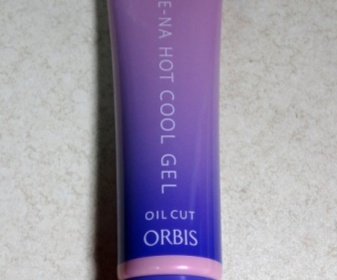 E-NA HOT COOL GEL
OIL CUT
ORBIS